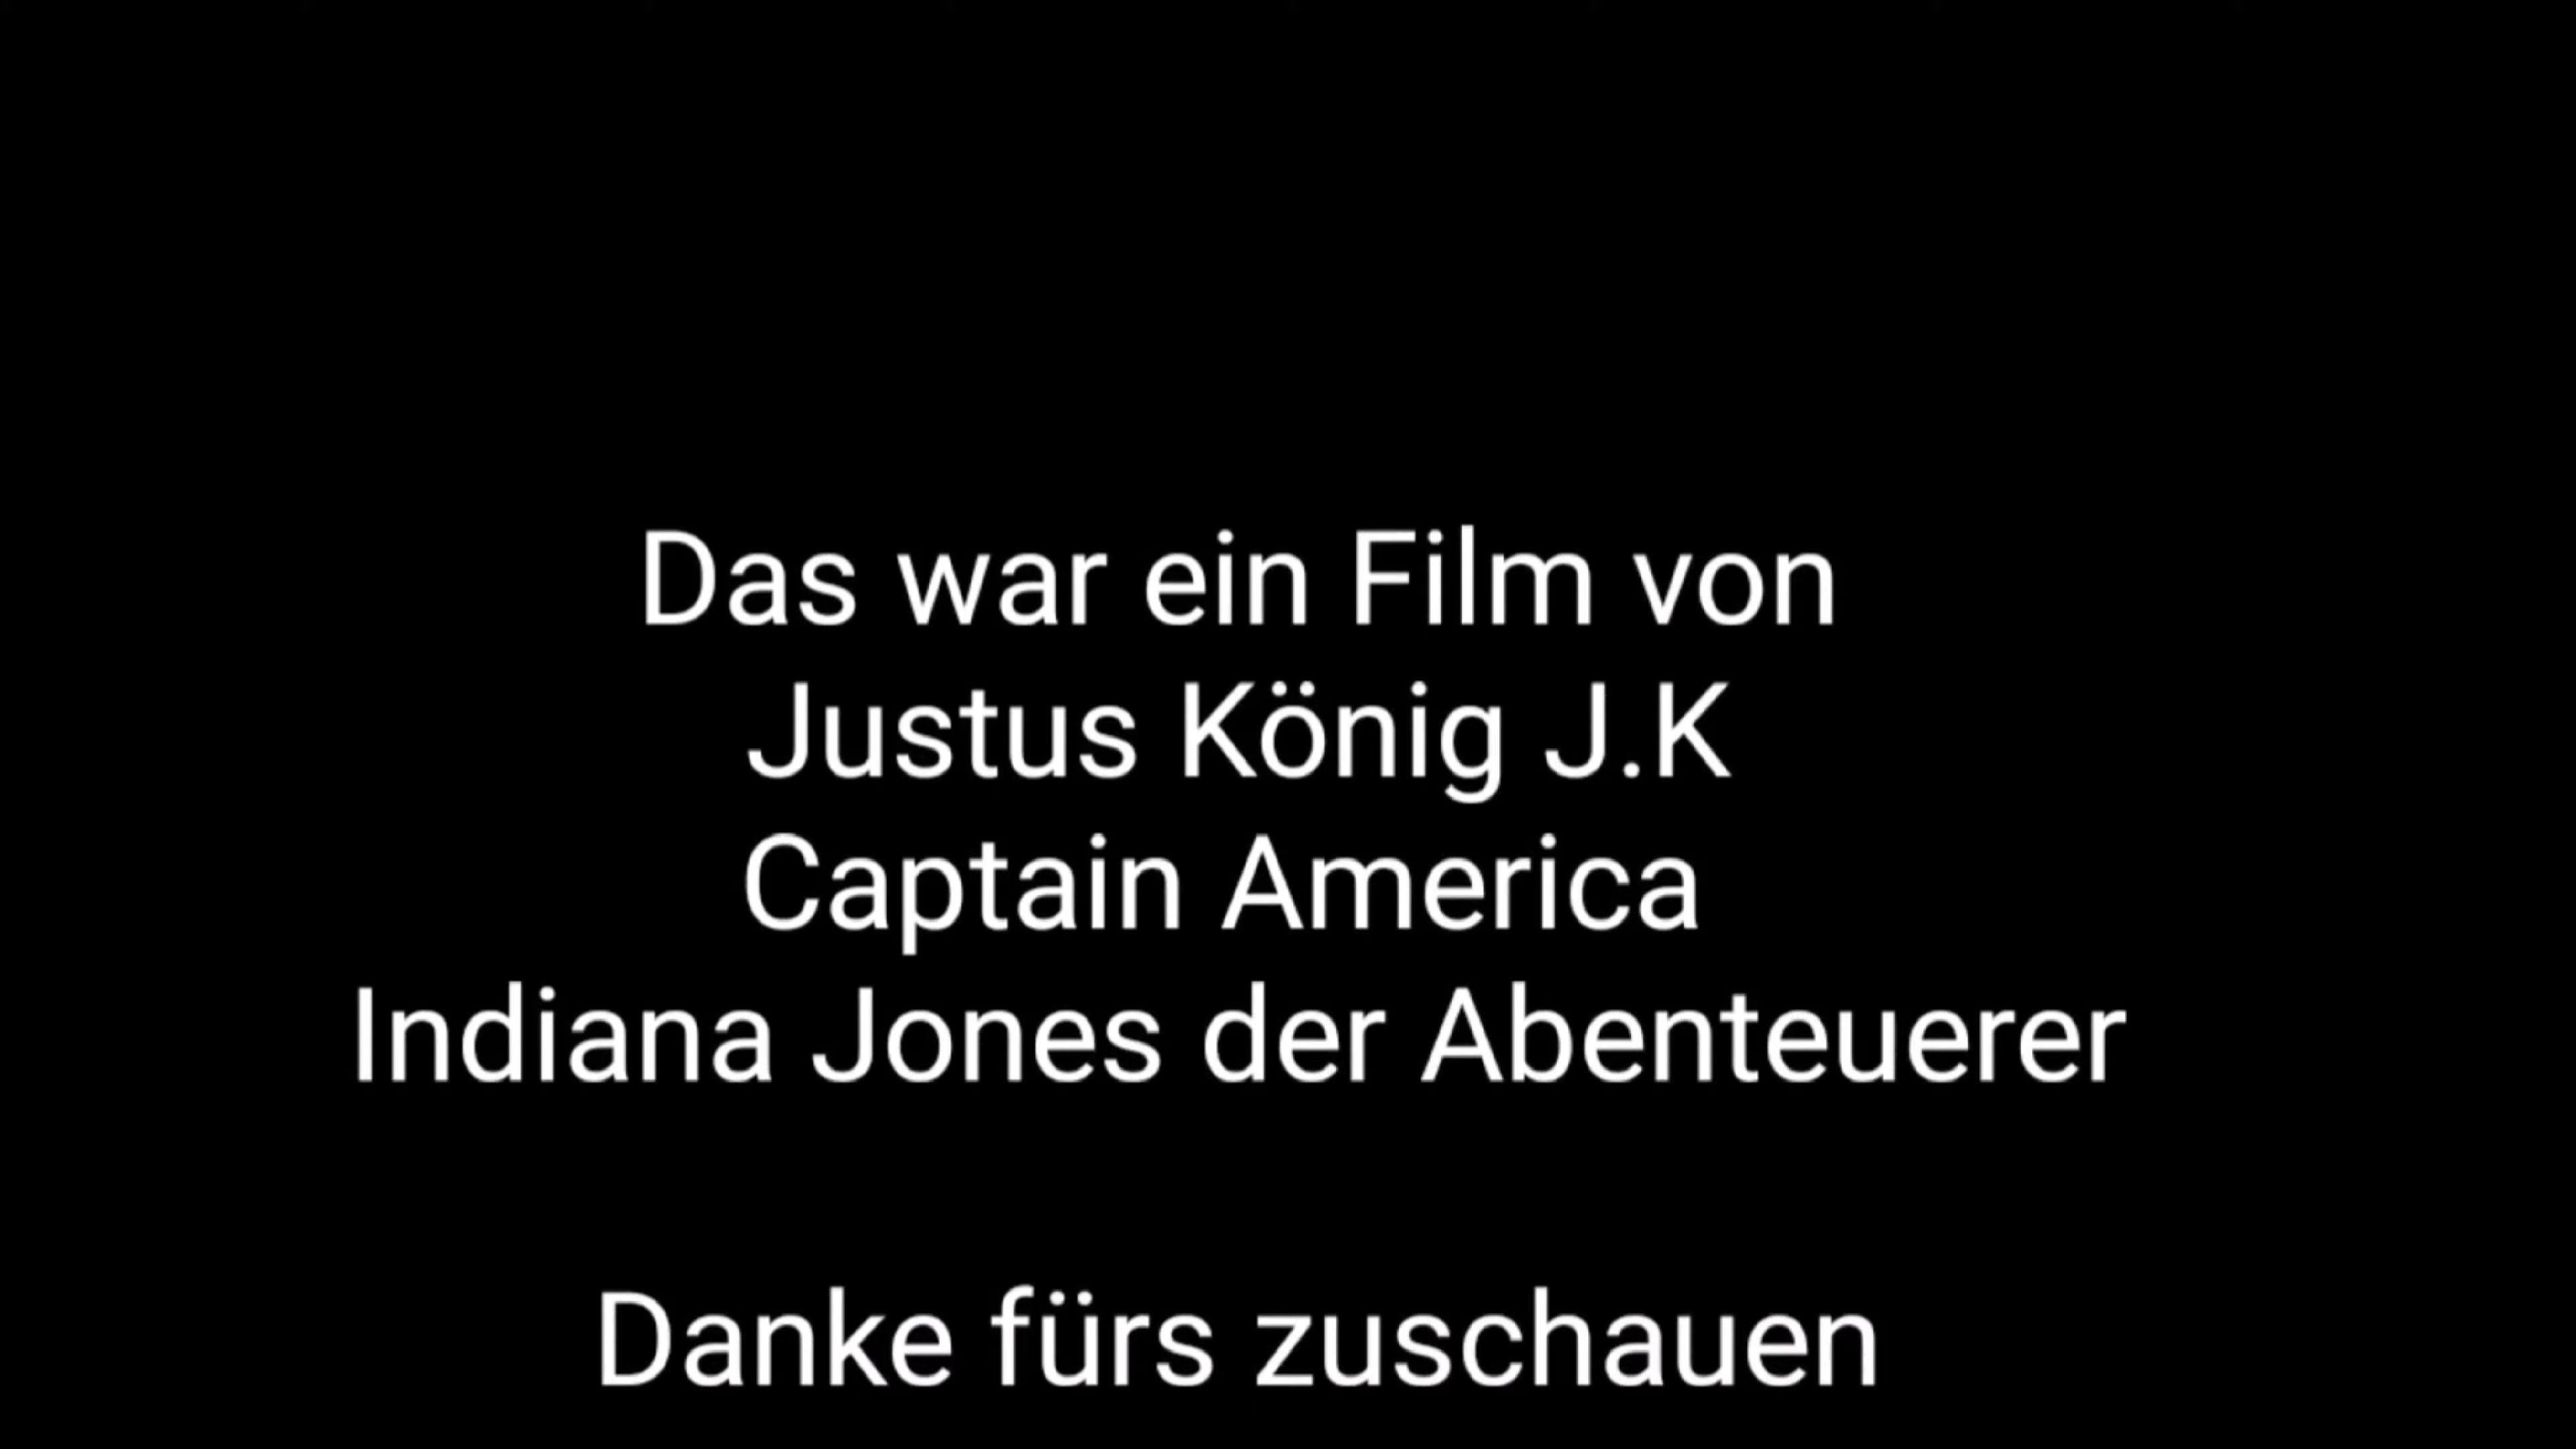 Das war ein Film von
Justus König J.K
Captain America
Indiana Jones der Abenteuerer
Danke fürs zuschauen